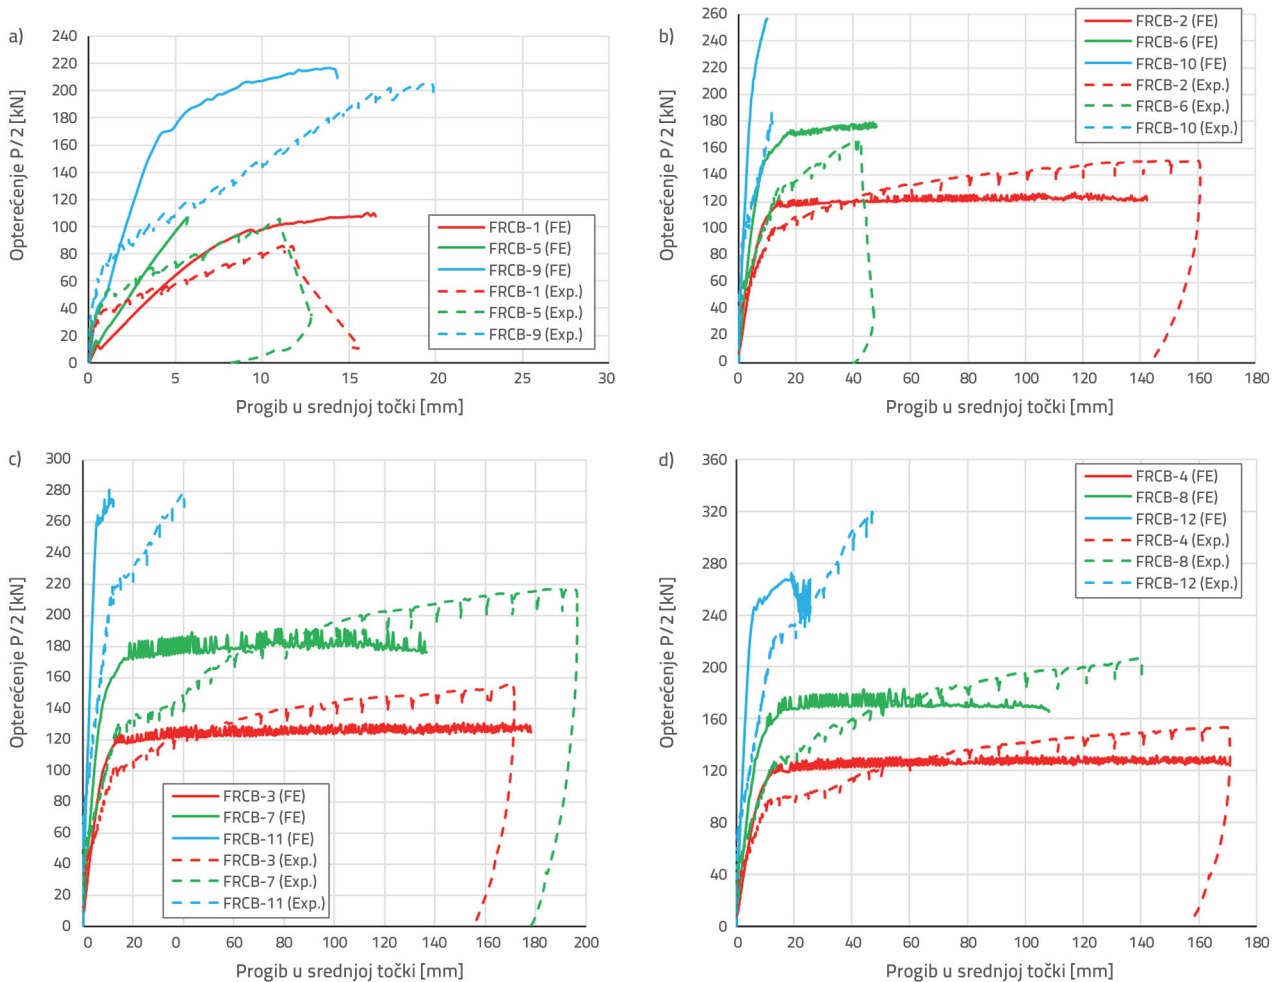 a)
Opterećenje P/2 [kN]
240
220
200
180
160
140
120
100
80
60
40
20
0
0
5
10
15
20
25
30
Progib u srednjoj točki [mm]
FRCB-1 (FE)
FRCB-5 (FE)
FRCB-9 (FE)
FRCB-1 (Exp.)
FRCB-5 (Exp.)
FRCB-9 (Exp.)
b)
Opterećenje P/2 [kN]
260
240
220
200
180
160
140
120
100
80
60
40
20
0
0
20
40
60
80
100
120
140
160
180
Progib u srednjoj točki [mm]
FRCB-2 (FE)
FRCB-6 (FE)
FRCB-10 (FE)
FRCB-2 (Exp.)
FRCB-6 (Exp.)
FRCB-10 (Exp.)
c)
Opterećenje P/2 [kN]
300
280
260
240
220
200
180
160
140
120
100
80
60
40
20
0
0
20
0
60
80
100
120
140
160
180
200
Progib u srednjoj točki [mm]
FRCB-3 (FE)
FRCB-7 (FE)
FRCB-11 (FE)
FRCB-3 (Exp.)
FRCB-7 (Exp.)
FRCB-11 (Exp.)
d)
Opterećenje P/2 [kN]
360
320
280
240
200
160
120
80
40
0
0
20
40
60
80
100
120
140
160
180
Progib u srednjoj točki [mm]
FRCB-4 (FE)
FRCB-8 (FE)
FRCB-12 (FE)
FRCB-4 (Exp.)
FRCB-8 (Exp.)
FRCB-12 (Exp.)